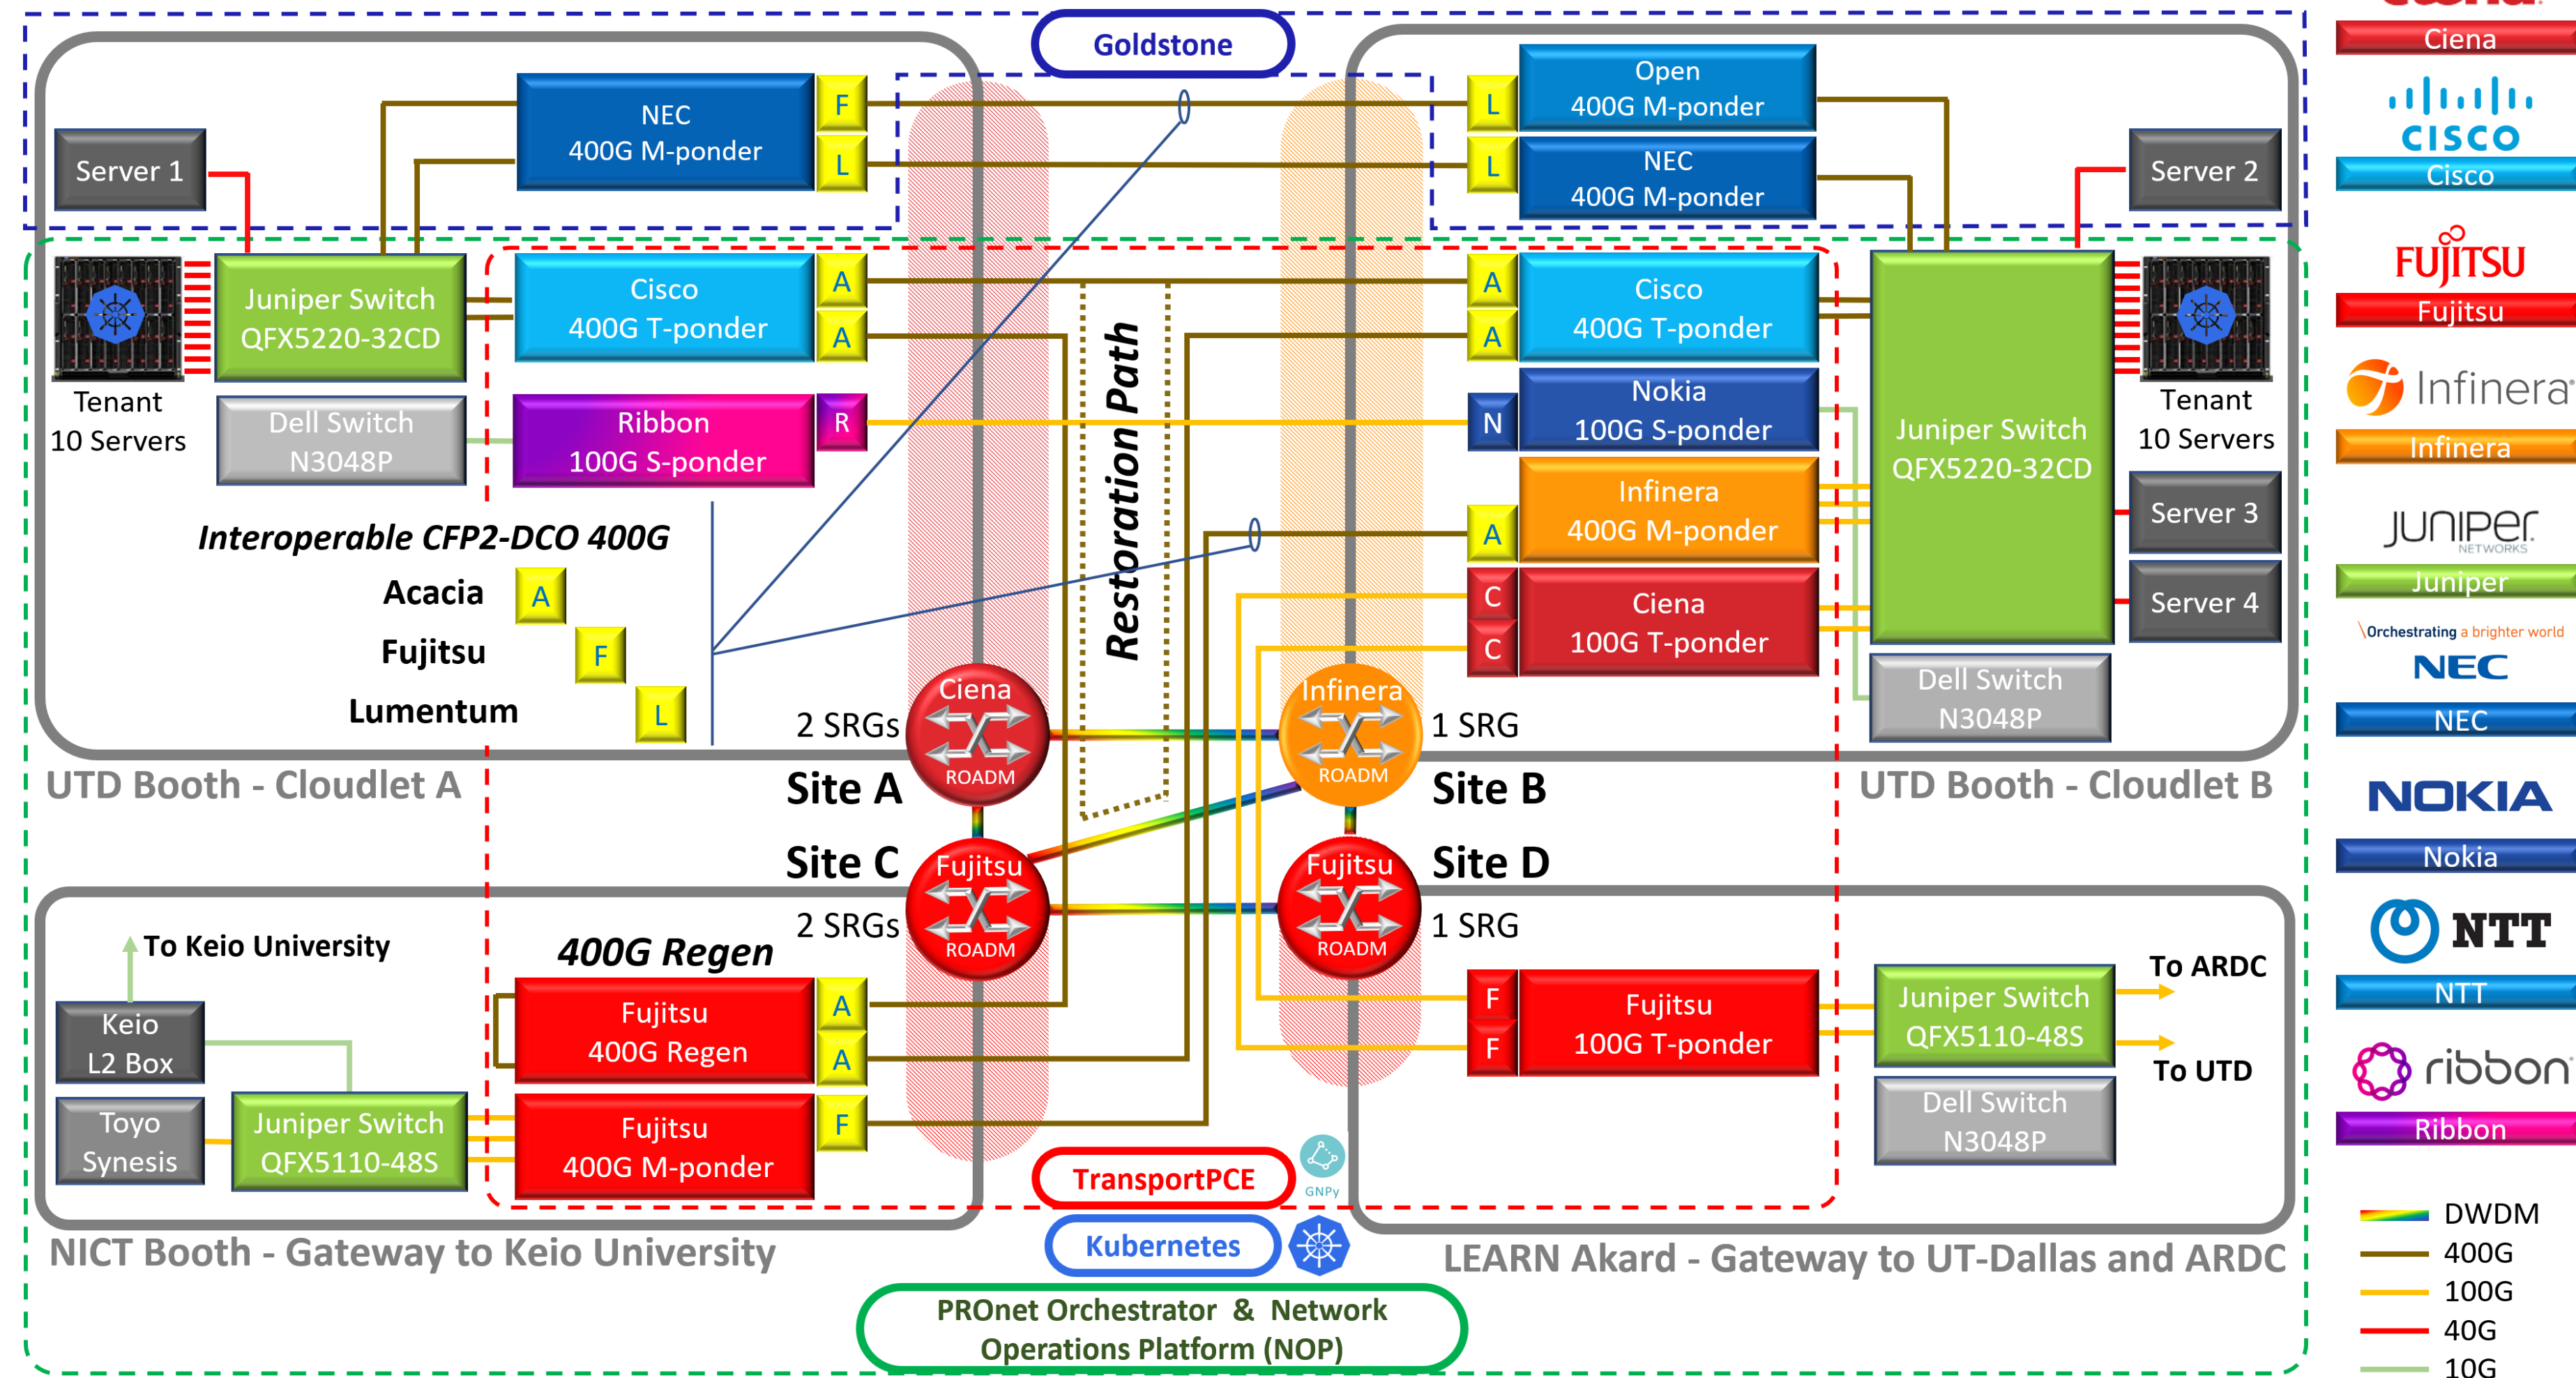 Goldstone
NEC
400G M-ponder
F
L
L
L
Open
400G M-ponder
NEC
400G M-ponder
Server 1
Server 2
Juniper Switch
QFX5220-32CD
Cisco
400G T-ponder
A
A
A
A
Cisco
400G T-ponder
Tenant
10 Servers
Dell Switch
N3048P
Ribbon
100G S-ponder
R
N
Nokia
100G S-ponder
Juniper Switch
QFX5220-32CD
Tenant
10 Servers
Restoration Path
Infinera
400G M-ponder
A
Server 3
Interoperable CFP2-DCO 400G
Acacia
A
Fujitsu
F
Lumentum
L
C
C
Ciena
100G T-ponder
Server 4
Dell Switch
N3048P
2 SRGs
Ciena
ROADM
Infinera
ROADM
1 SRG
UTD Booth - Cloudlet A
Site A
Site B
UTD Booth - Cloudlet B
Site C
2 SRGs
Fujitsu
ROADM
Fujitsu
ROADM
Site D
1 SRG
To Keio University
400G Regen
Keio
L2 Box
Toyo
Synesis
Juniper Switch
QFX5110-48S
Fujitsu
400G Regen
A
A
Fujitsu
400G M-ponder
F
F
F
Fujitsu
100G T-ponder
Juniper Switch
QFX5110-48S
To ARDC
To UTD
Dell Switch
N3048P
TransportPCE
GNPy
Kubernetes
NICT Booth - Gateway to Keio University
LEARN Akard - Gateway to UT-Dallas and ARDC
PROnet Orchestrator & Network
Operations Platform (NOP)
Ciena
CISCO
Cisco
FUJITSU
Fujitsu
Infinera
Infinera
JUNIPER
NETWORKS
Juniper
\Orchestrating a brighter world
NEC
NEC
NOKIA
Nokia
NTT
NTT
ribbon
Ribbon
DWDM
400G
100G
40G
10G